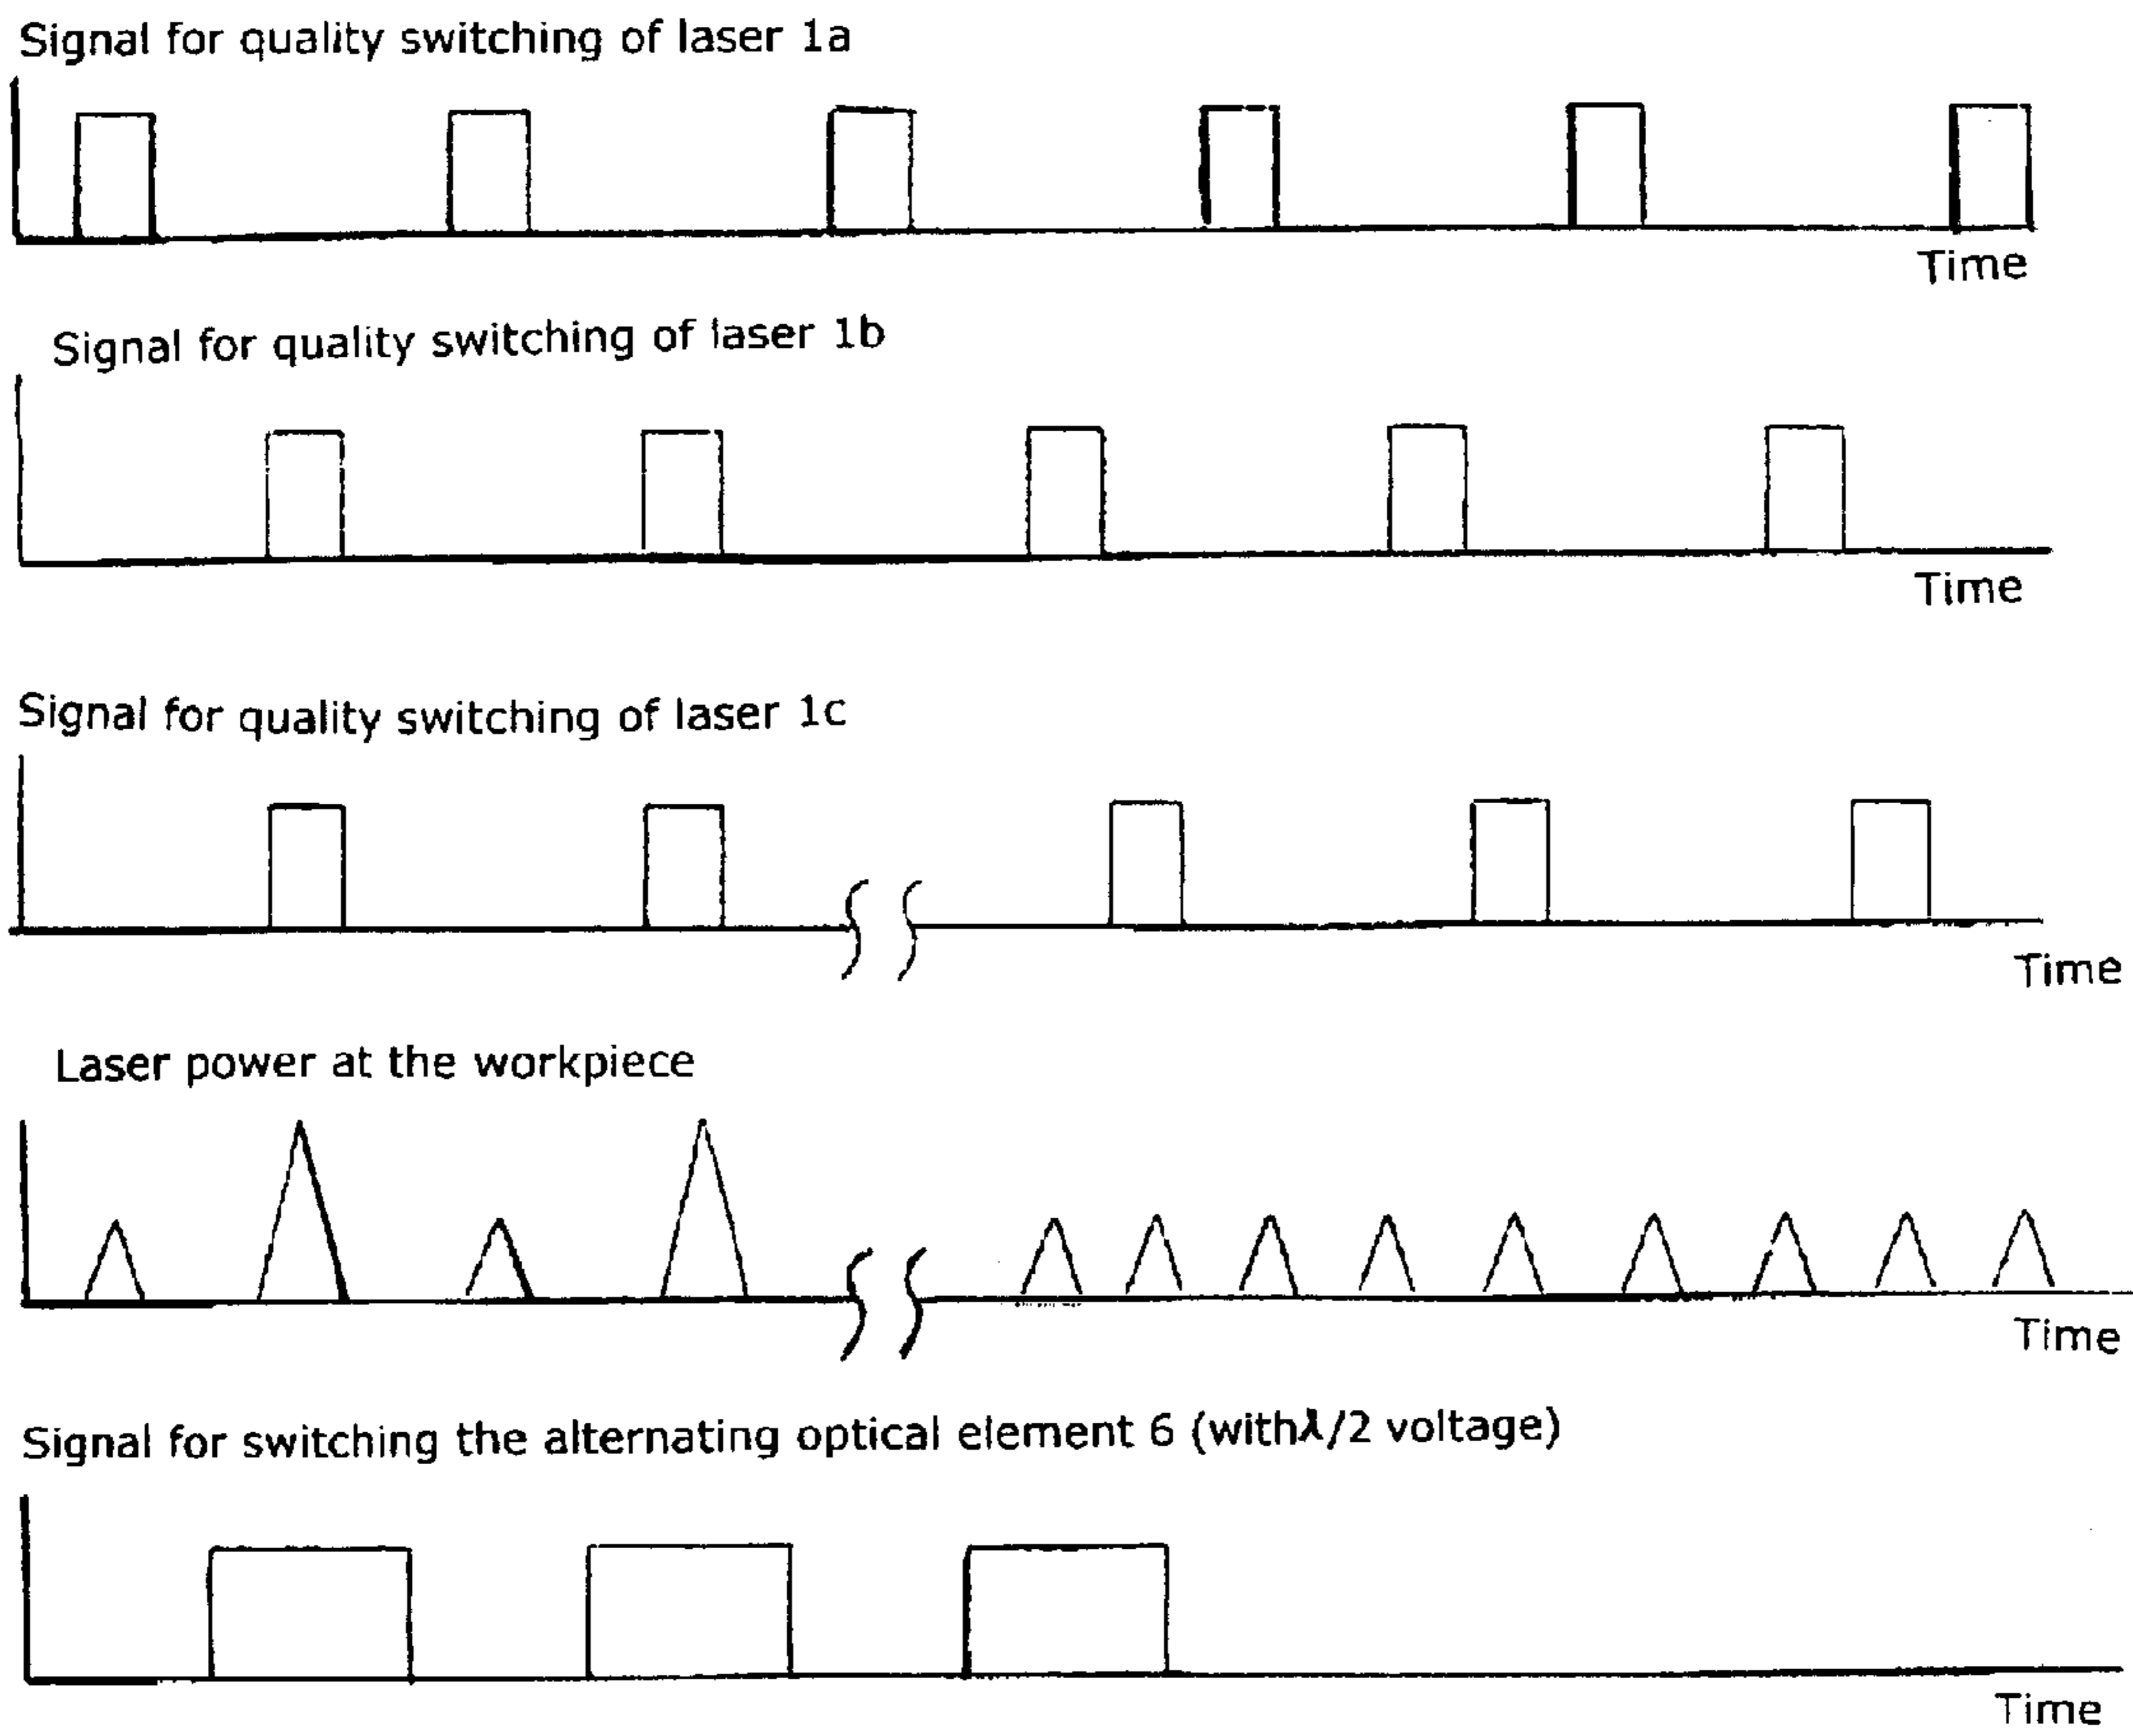 Signal for quality switching of laser 1a
Time
Signal for quality switching of laser 1b
Time
Signal for quality switching of laser 1c
Time
Laser power at the workpiece
Time
Signal for switching the alternating optical element 6 (withλ/2 voltage)
Time